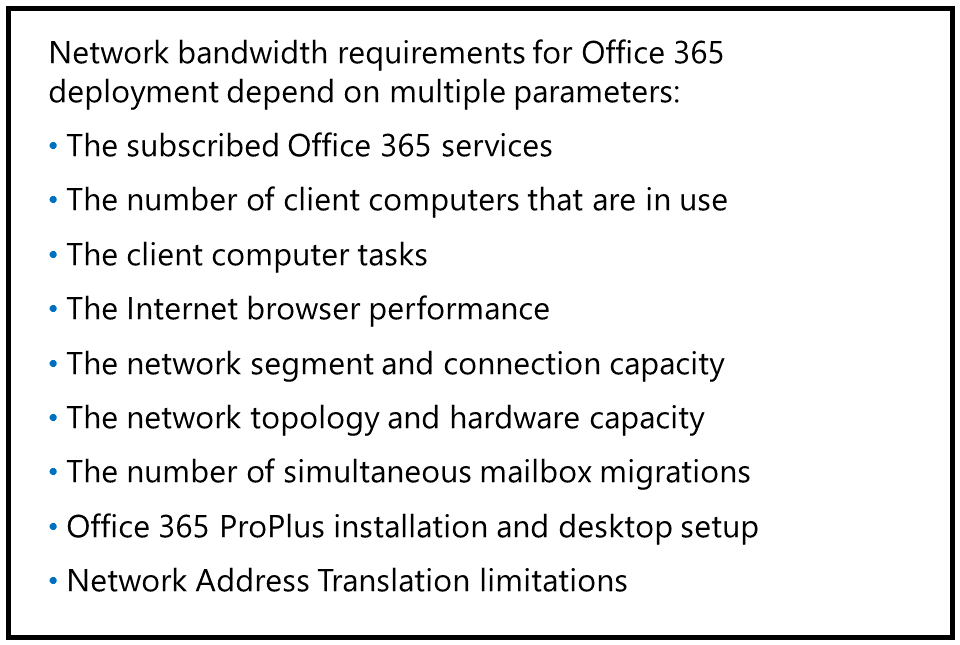 Network bandwidth requirements for Office 365
deployment depend on multiple parameters:
• The subscribed Office 365 services
• The number of client computers that are in use
• The client computer tasks
• The Internet browser performance
• The network segment and connection capacity
• The network topology and hardware capacity
• The number of simultaneous mailbox migrations
• Office 365 ProPlus installation and desktop setup
• Network Address Translation limitations